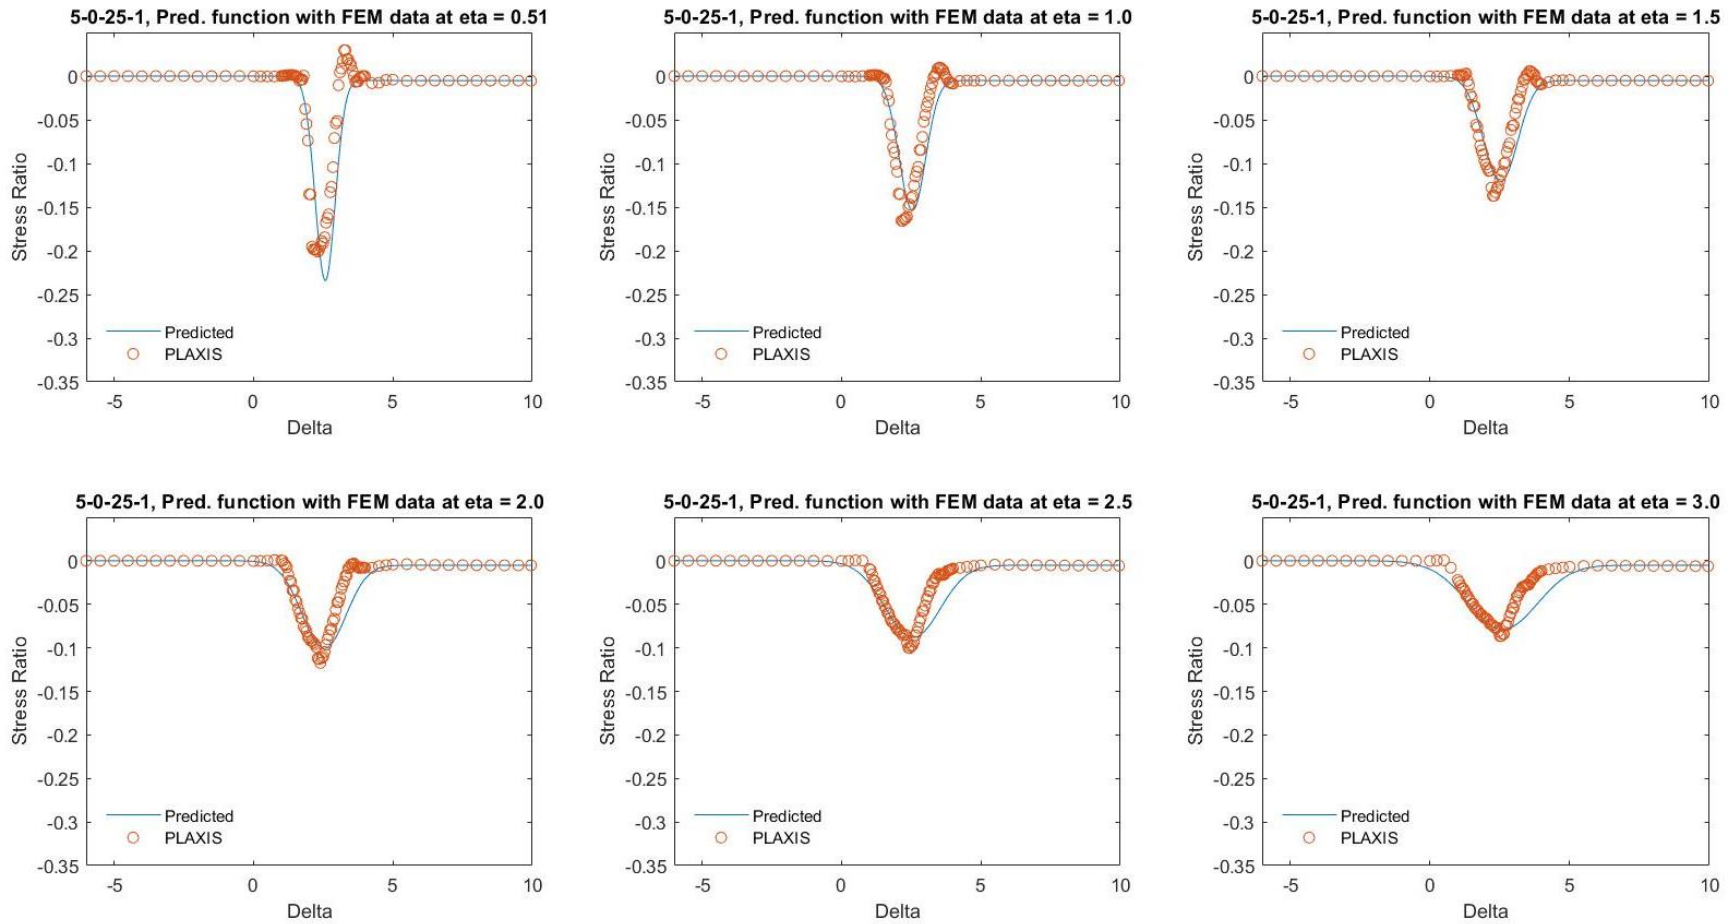 5-0-25-1, Pred. function with FEM data at eta = 0.51
0
-0.05
-0.1
-0.15
-0.2
-0.25
-0.3
-0.35
Stress Ratio
Predicted
PLAXIS
-5 0 5 10
Delta
5-0-25-1, Pred. function with FEM data at eta = 1.0
0
-0.05
-0.1
-0.15
-0.2
-0.25
-0.3
-0.35
Stress Ratio
Predicted
PLAXIS
-5 0 5 10
Delta
5-0-25-1, Pred. function with FEM data at eta = 1.5
0
-0.05
-0.1
-0.15
-0.2
-0.25
-0.3
-0.35
Stress Ratio
Predicted
PLAXIS
-5 0 5 10
Delta
5-0-25-1, Pred. function with FEM data at eta = 2.0
0
-0.05
-0.1
-0.15
-0.2
-0.25
-0.3
-0.35
Stress Ratio
Predicted
PLAXIS
-5 0 5 10
Delta
5-0-25-1, Pred. function with FEM data at eta = 2.5
0
-0.05
-0.1
-0.15
-0.2
-0.25
-0.3
-0.35
Stress Ratio
Predicted
PLAXIS
-5 0 5 10
Delta
5-0-25-1, Pred. function with FEM data at eta = 3.0
0
-0.05
-0.1
-0.15
-0.2
-0.25
-0.3
-0.35
Stress Ratio
Predicted
PLAXIS
-5 0 5 10
Delta